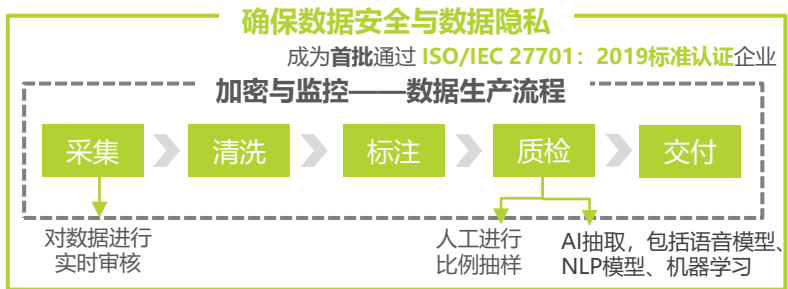 确保数据安全与数据隐私
成为首批通过 ISO/IEC 27701：2019标准认证企业
加密与监控——数据生产流程
采集
清洗
标注
质检
交付
对数据进行
实时审核
人工进行
比例抽样
AI抽取，包括语音模型、
NLP模型、机器学习